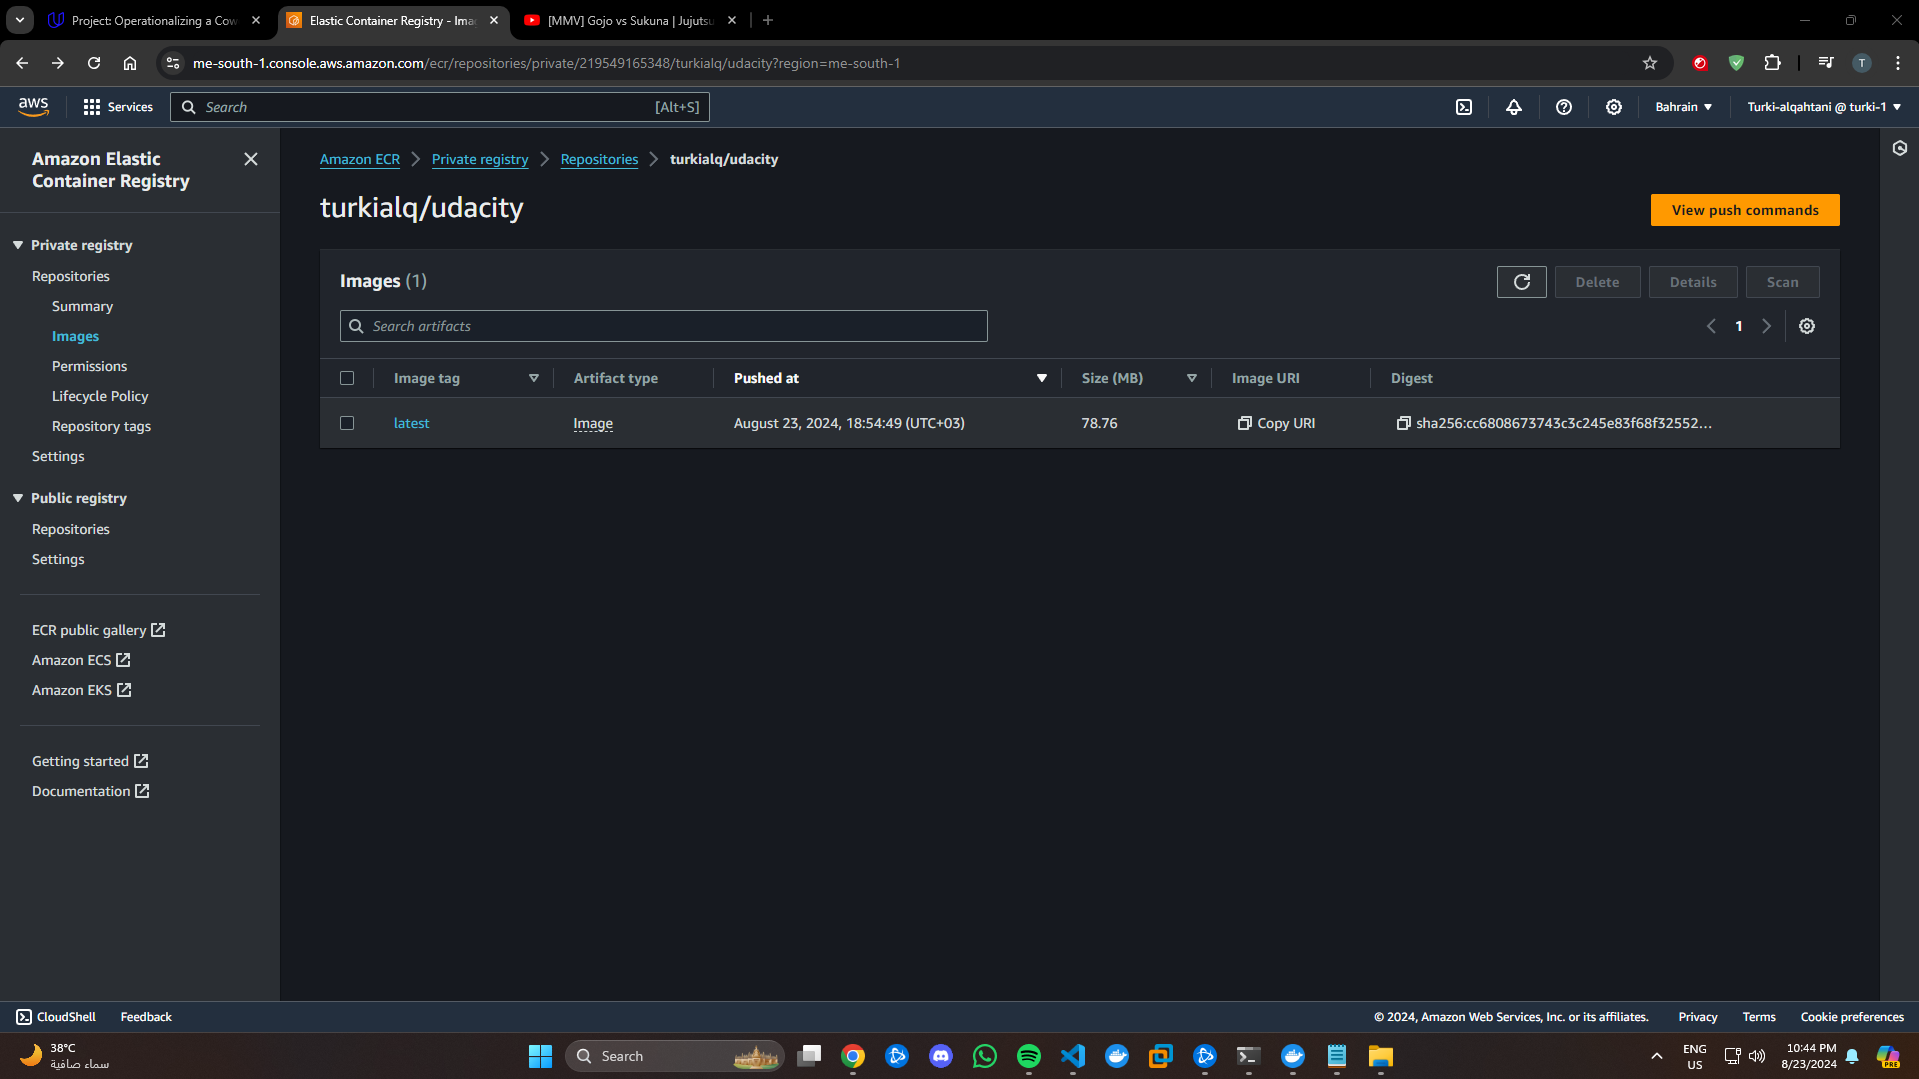 Project: Operationalizing a Cow
Elastic Container Registry - Ima
[MMV] Gojo vs Sukuna | Jujutsu
me-south-1.console.aws.amazon.com/ecr/repositories/private/219549165348/turkialq/udacity?region=me-south-1
T
aws
Services
Search
[Alt+S]
Bahrain
Turki-alqahtani @ turki-1
Amazon Elastic
Container Registry
Private registry
Repositories
Summary
Images
Permissions
Lifecycle Policy
Repository tags
Settings
Public registry
Repositories
Settings
ECR public gallery
Amazon ECS
Amazon EKS
Getting started
Documentation
Amazon ECR
Private registry
Repositories
turkialq/udacity
turkialq/udacity
View push commands
Images (1)
Delete
Details
Scan
Search artifacts
1
Image tag
Artifact type
Pushed at
Size (MB)
Image URI
Digest
latest
Image
August 23, 2024, 18:54:49 (UTC+03)
78.76
Copy URI
sha256:cc6808673743c3c245e83f68f32552...
CloudShell
Feedback
© 2024, Amazon Web Services, Inc. or its affiliates.
Privacy
Terms
Cookie preferences
38°C
سماء صافية
Search
ENG
US
10:44 PM
8/23/2024
PRE